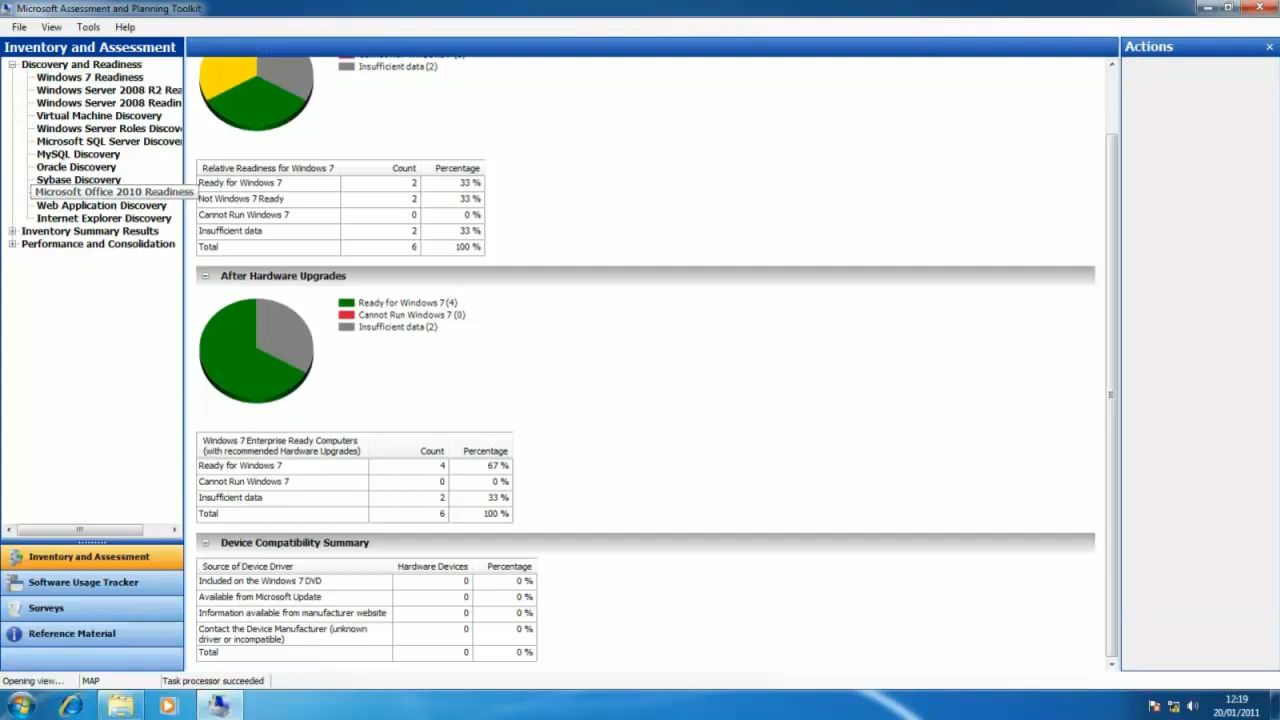 Microsoft Assessment and Planning Toolkit
File View Tools Help
Inventory and Assessment
Discovery and Readiness
Windows 7 Readiness
Windows Server 2008 R2 Rea
Windows Server 2008 Readin
Virtual Machine Discovery
Windows Server Roles Discov
Microsoft SQL Server Discove
MySQL Discovery
Oracle Discovery
Sybase Discovery
Microsoft Office 2010 Readiness
Web Application Discovery
Internet Explorer Discovery
Inventory Summary Results
Performance and Consolidation
Inventory and Assessment
Software Usage Tracker
Surveys
Reference Material
Insufficient data (2)
Relative Readiness for Windows 7 Count Percentage
Ready for Windows 7 2 33 %
Not Windows 7 Ready 2 33 %
Cannot Run Windows 7 0 0 %
Insufficient data 2 33 %
Total 6 100 %
After Hardware Upgrades
Ready for Windows 7 (4)
Cannot Run Windows 7 (0)
Insufficient data (2)
Windows 7 Enterprise Ready Computers
(with recommended Hardware Upgrades) Count Percentage
Ready for Windows 7 4 67 %
Cannot Run Windows 7 0 0 %
Insufficient data 2 33 %
Total 6 100 %
Device Compatibility Summary
Source of Device Driver Hardware Devices Percentage
Included on the Windows 7 DVD 0 0 %
Available from Microsoft Update 0 0 %
Information available from manufacturer website 0 0 %
Contact the Device Manufacturer (unknown 0 0 %
driver or incompatible)
Total 0 0 %
Actions
Opening view... MAP Task processor succeeded
12:19
20/01/2011